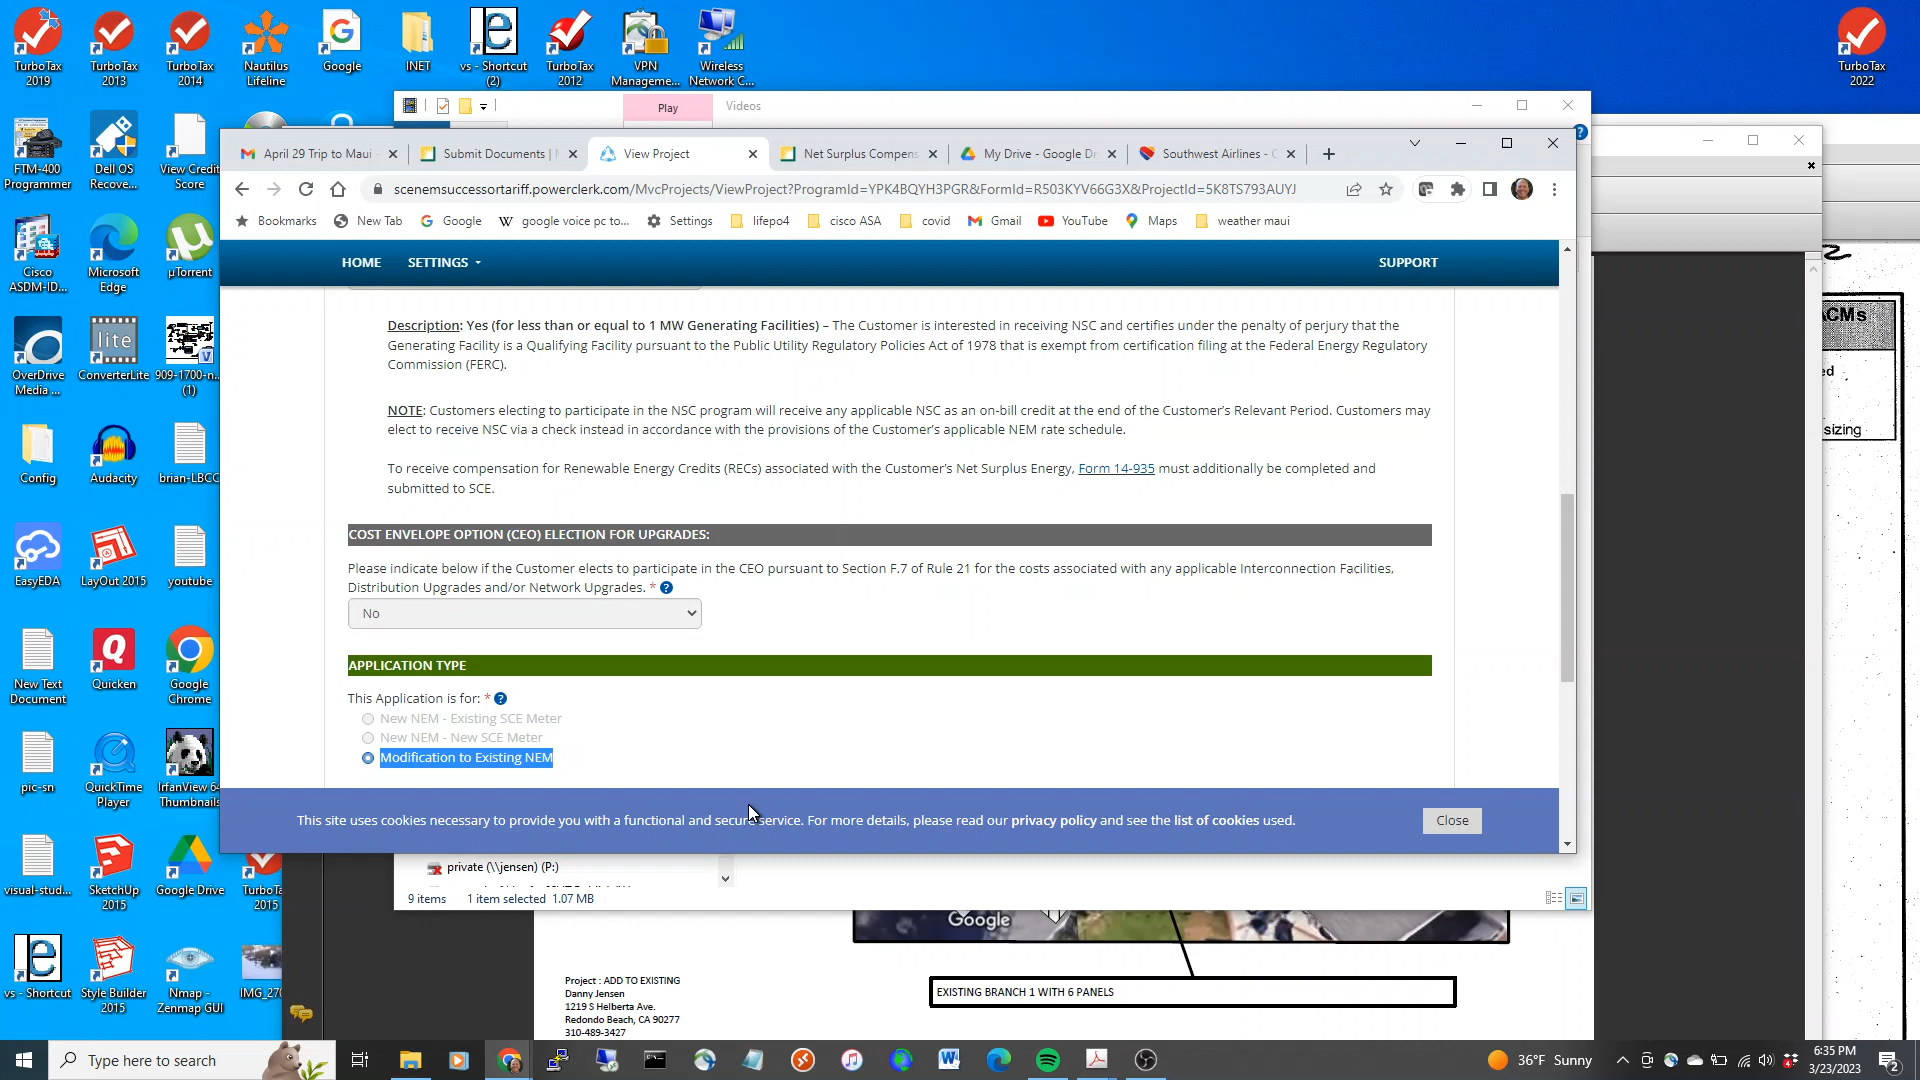 TurboTax 2019
TurboTax 2013
TurboTax 2014
Nautilus Lifeline
Google
INET
vs - Shortcut (2)
TurboTax 2012
VPN Manageme...
Wireless Network C...
TurboTax 2022
Play
Videos
FTM-400 Programmer
Dell OS Recove...
View Credit Score
April 29 Trip to Maui -
Submit Documents |
View Project
Net Surplus Compens
My Drive - Google Dr
Southwest Airlines - C
scenemsuccessortariff.powerclerk.com/MvcProjects/ViewProject?ProgramId=YPK4BQYH3PGR&FormId=R503KYV66G3X&ProjectId=5K8TS793AUYJ
Bookmarks
New Tab
Google
google voice pc to...
Settings
lifepo4
cisco ASA
covid
Gmail
YouTube
Maps
weather maui
Cisco ASDM-ID...
Microsoft Edge
µTorrent
HOME
SETTINGS
SUPPORT
Description: Yes (for less than or equal to 1 MW Generating Facilities) – The Customer is interested in receiving NSC and certifies under the penalty of perjury that the
Generating Facility is a Qualifying Facility pursuant to the Public Utility Regulatory Policies Act of 1978 that is exempt from certification filing at the Federal Energy Regulatory
Commission (FERC).
NOTE: Customers electing to participate in the NSC program will receive any applicable NSC as an on-bill credit at the end of the Customer's Relevant Period. Customers may
elect to receive NSC via a check instead in accordance with the provisions of the Customer's applicable NEM rate schedule.
To receive compensation for Renewable Energy Credits (RECs) associated with the Customer's Net Surplus Energy, Form 14-935 must additionally be completed and
submitted to SCE.
COST ENVELOPE OPTION (CEO) ELECTION FOR UPGRADES:
Please indicate below if the Customer elects to participate in the CEO pursuant to Section F.7 of Rule 21 for the costs associated with any applicable Interconnection Facilities,
Distribution Upgrades and/or Network Upgrades. *
No
APPLICATION TYPE
This Application is for: *
New NEM - Existing SCE Meter
New NEM - New SCE Meter
Modification to Existing NEM
This site uses cookies necessary to provide you with a functional and secure service. For more details, please read our privacy policy and see the list of cookies used.
Close
ACMs
ed
sizing
OverDrive Media ...
lite
ConverterLite
909-1700-n... (1)
Config
Audacity
brian-LBCC
EasyEDA
LayOut 2015
youtube
New Text Document
Quicken
Google Chrome
pic-sn
QuickTime Player
IrfanView 64 Thumbnails
visual-stud...
SketchUp 2015
Google Drive
TurboTa 2015
vs - Shortcut
Style Builder 2015
Nmap - Zenmap GUI
IMG_270
private (\\jensen) (P:)
9 items
1 item selected 1.07 MB
Google
Project : ADD TO EXISTING
Danny Jensen
1219 S Helberta Ave.
Redondo Beach, CA 90277
310-489-3427
EXISTING BRANCH 1 WITH 6 PANELS
Type here to search
36°F Sunny
6:35 PM
3/23/2023
2